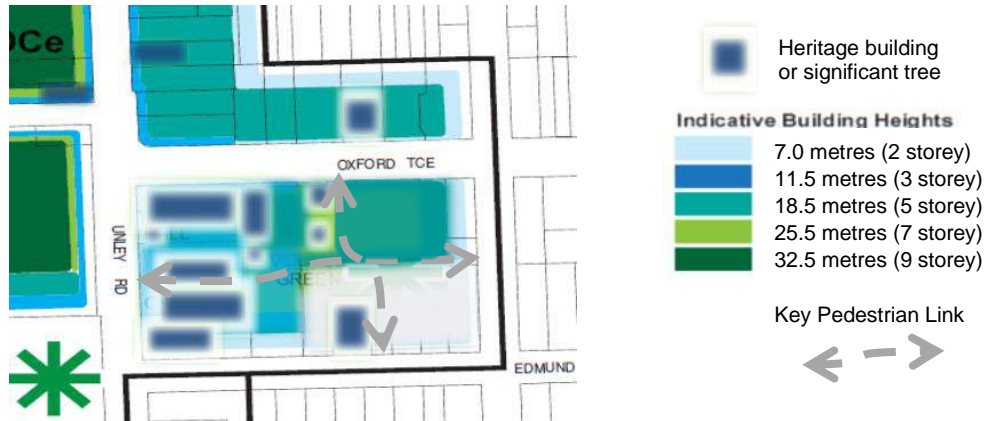 DCe
OXFORD TCE
UNLEY RD
GREEN
EDMUND
Heritage building
or significant tree
Indicative Building Heights
7.0 metres (2 storey)
11.5 metres (3 storey)
18.5 metres (5 storey)
25.5 metres (7 storey)
32.5 metres (9 storey)
Key Pedestrian Link